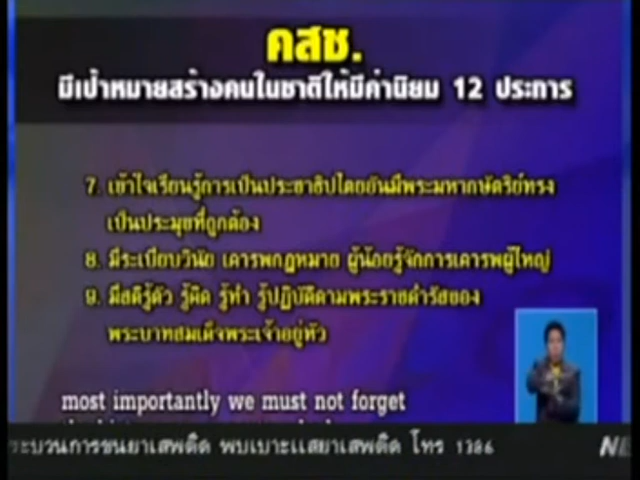 คสช.
มีเป้าหมายสร้างคนในชาติให้มีค่านิยม 12 ประการ
7. เข้าใจเรียนรู้การเป็นประชาธิปไตยอันมีพระมหากษัตริย์ทรง
เป็นประมุขที่ถูกต้อง
8. มีระเบียบวินัย เคารพกฎหมาย ผู้น้อยรู้จักการเคารพผู้ใหญ่
9. มีสติรู้ตัว รู้คิด รู้ทำ รู้ปฏิบัติตามพระราชดำรัสของ
พระบาทสมเด็จพระเจ้าอยู่หัว
most importantly we must not forget
ระบวนการขนยาเสพติด พบเบาะแสยาเสพติด โทร 1386